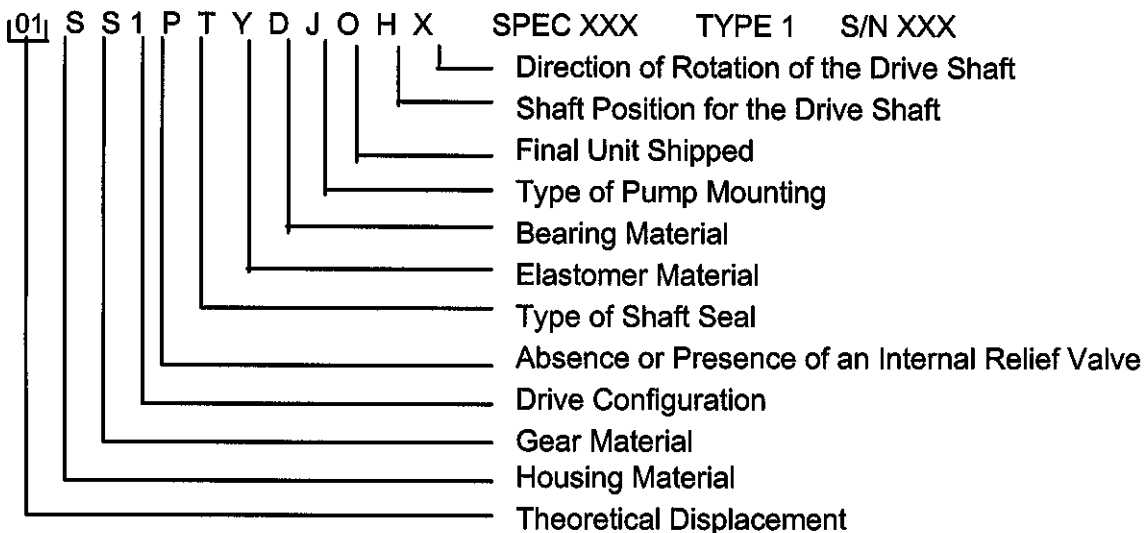 01 S S 1 P T Y D J O H X SPEC XXX TYPE 1 S/N XXX
Direction of Rotation of the Drive Shaft
Shaft Position for the Drive Shaft
Final Unit Shipped
Type of Pump Mounting
Bearing Material
Elastomer Material
Type of Shaft Seal
Absence or Presence of an Internal Relief Valve
Drive Configuration
Gear Material
Housing Material
Theoretical Displacement